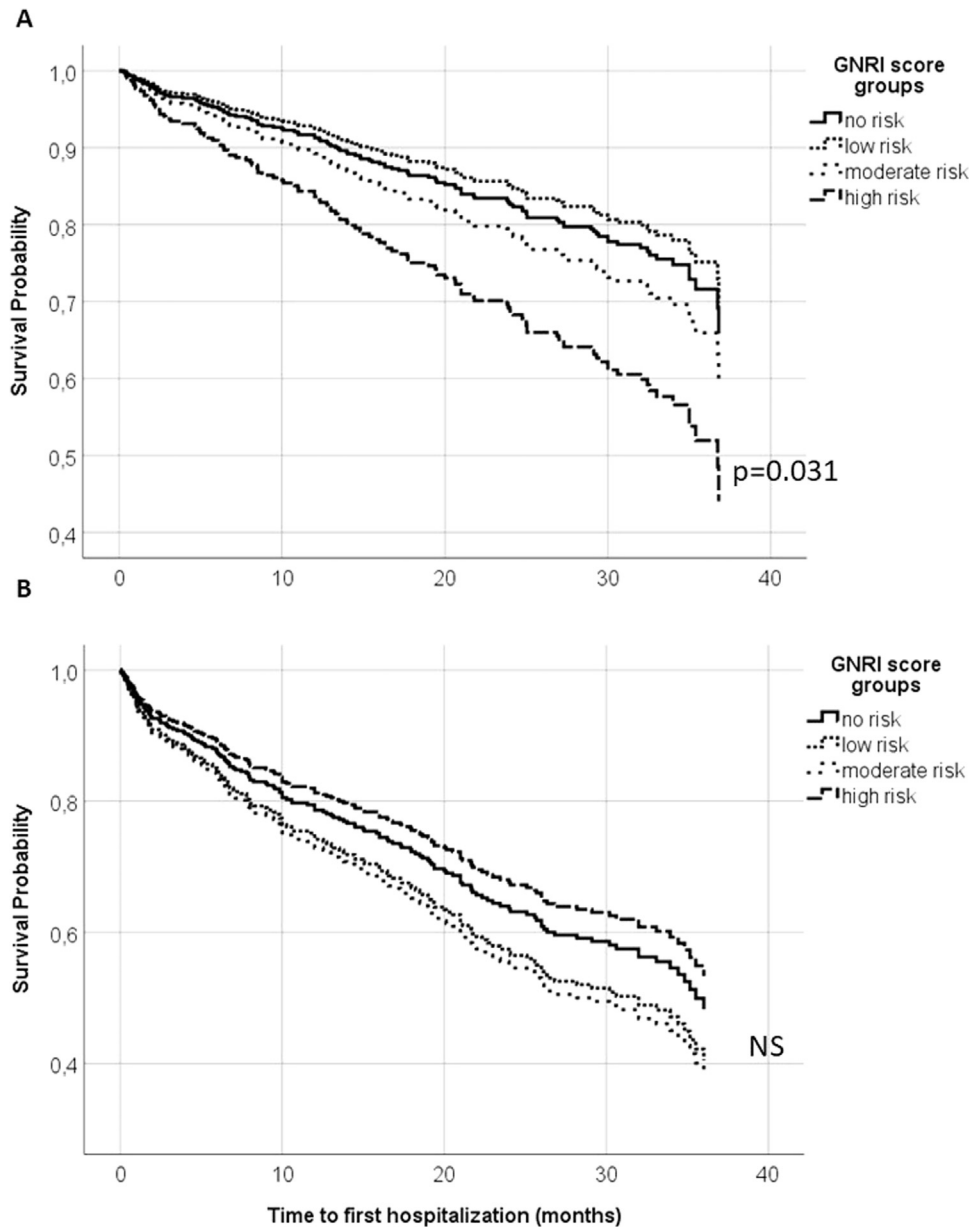 A
GNRI score
groups
no risk
low risk
moderate risk
high risk
1,0
0,9
0,8
0,7
0,6
0,5
0,4
Survival Probability
p=0.031
0
10
20
30
40
B
GNRI score
groups
no risk
low risk
moderate risk
high risk
1,0
0,8
0,6
0,4
Survival Probability
NS
0
10
20
30
40
Time to first hospitalization (months)